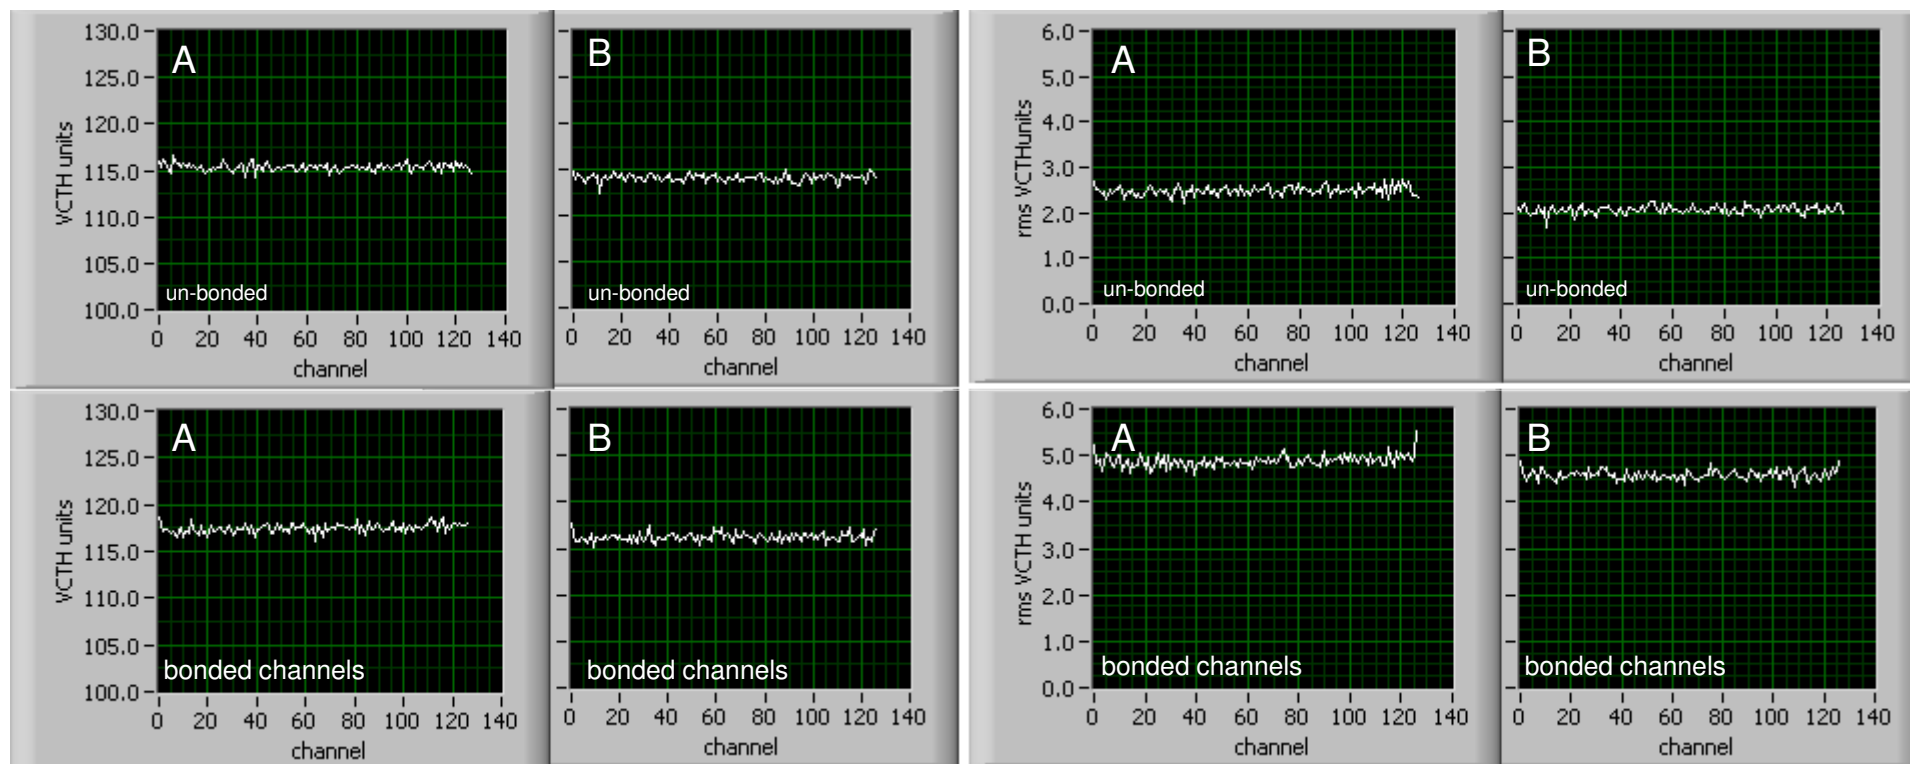 130.0
125.0
120.0
115.0
110.0
105.0
100.0
VCTH units
A
un-bonded
0 20 40 60 80 100 120 140
channel
B
un-bonded
0 20 40 60 80 100 120 140
channel
6.0
5.0
4.0
3.0
2.0
1.0
0.0
rms VCTHunits
A
un-bonded
0 20 40 60 80 100 120 140
channel
B
un-bonded
0 20 40 60 80 100 120 140
channel
130.0
125.0
120.0
115.0
110.0
105.0
100.0
VCTH units
A
bonded channels
0 20 40 60 80 100 120 140
channel
B
bonded channels
0 20 40 60 80 100 120 140
channel
6.0
5.0
4.0
3.0
2.0
1.0
0.0
rms VCTH units
A
bonded channels
0 20 40 60 80 100 120 140
channel
B
bonded channels
0 20 40 60 80 100 120 140
channel